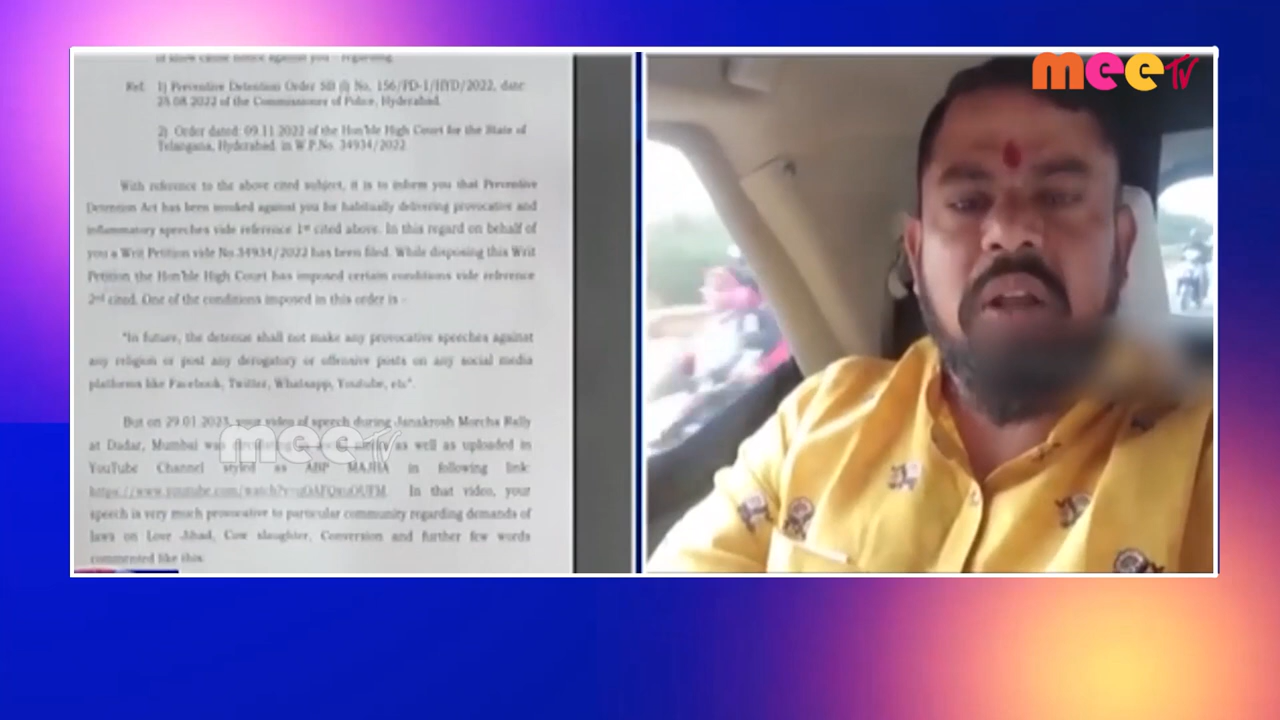 of show cause notice against you - regarding.
Ref: 1) Preventive Detention Order SB (I) No. 156/PD-1/HYD/2022, date:
25.08.2022 of the Commissioner of Police, Hyderabad.
2) Order dated: 09.11.2022 of the Hon'ble High Court for the State of
Telangana, Hyderabad. in W.P.No. 34934/2022
With reference to the above cited subject, it is to inform you that Preventive
Detention Act has been invoked against you for habitually delivering provocative and
inflammatory speeches vide reference 1st cited above. In this regard on behalf of
you a Writ Petition vide No.34934/2022 has been filed. While disposing this Writ
Petition the Hon'ble High Court has imposed certain conditions vide reference
2nd cited. One of the conditions imposed in this order is -
"In future, the detenue shall not make any provocative speeches against
any religion or post any derogatory or offensive posts on any social media
platforms like Facebook, Twitter, Whatsapp, Youtube, etc".
But on 29.01.2023, your video of speech during Janakrosh Morcha Rally
at Dadar, Mumbai was as well as uploaded in
YouTube Channel styled as ABP MAJHA in following link:
In that video, your
speech is very much provocative to particular community regarding demands of
laws on Love Jihad, Cow slaughter, Conversion and further few words
commented like this:
mee tv
mee TV